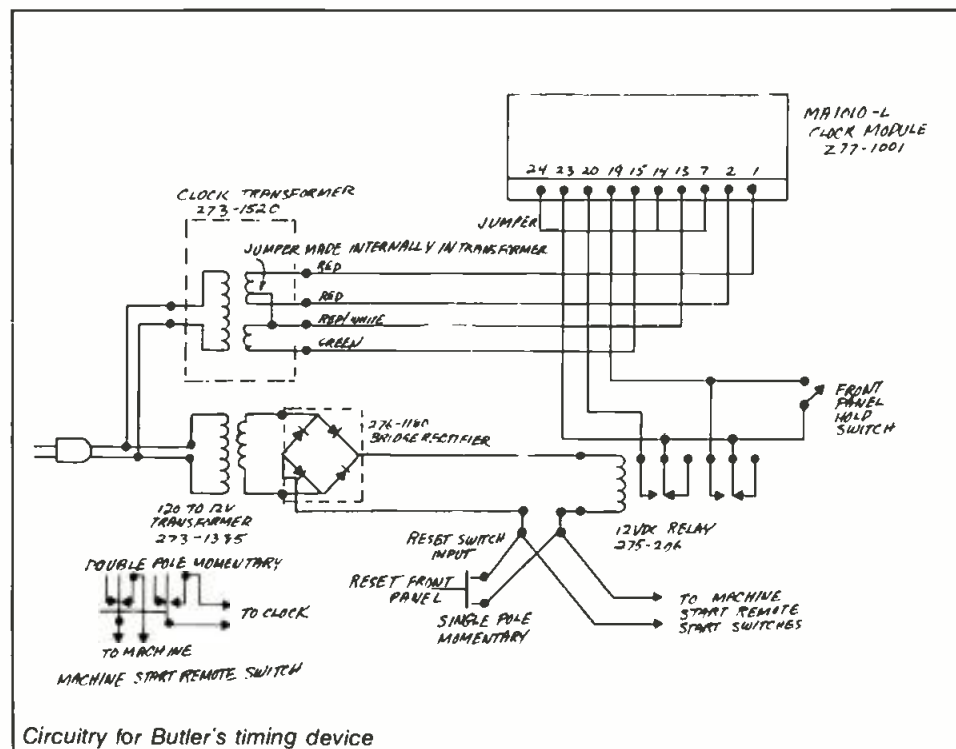 MA1010-L
CLOCK MODULE
277-1001
24 23 20 19 15 14 13 7 2 1
JUMPER
CLOCK TRANSFORMER
273-1520
JUMPER MADE INTERNALLY IN TRANSFORMER
RED
RED
RED/WHITE
GREEN
FRONT
PANEL
HOLD
SWITCH
276-1180
BRIDGE RECTIFIER
120 TO 12V
TRANSFORMER
273-1385
12VDC RELAY
275-206
RESET SWITCH
INPUT
RESET FRONT
PANEL
SINGLE POLE
MOMENTARY
TO MACHINE
START REMOTE
START SWITCHES
DOUBLE POLE MOMENTARY
TO CLOCK
TO MACHINE
MACHINE START REMOTE SWITCH
Circuitry for Butler's timing device